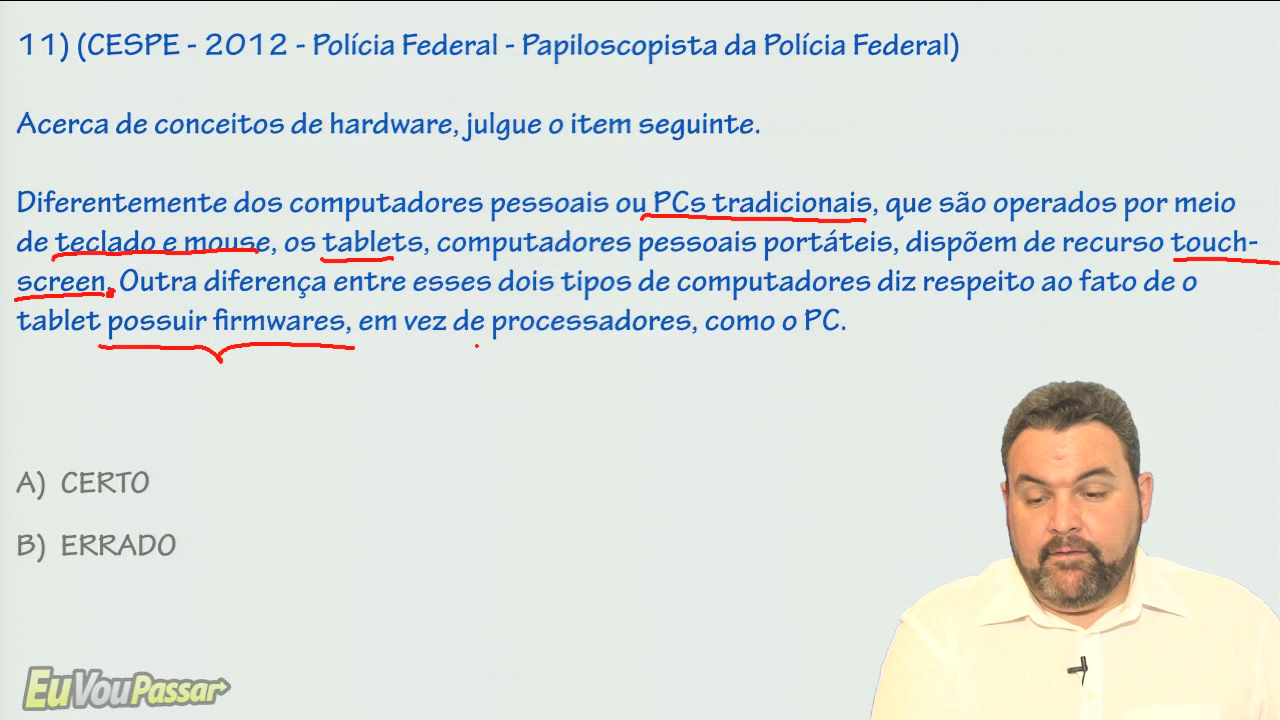 11) (CESPE - 2012 - Polícia Federal - Papiloscopista da Polícia Federal)
Acerca de conceitos de hardware, julgue o item seguinte.
Diferentemente dos computadores pessoais ou PCs tradicionais, que são operados por meio
de teclado e mouse, os tablets, computadores pessoais portáteis, dispõem de recurso touch-
screen. Outra diferença entre esses dois tipos de computadores diz respeito ao fato de o
tablet possuir firmwares, em vez de processadores, como o PC.
A) CERTO
B) ERRADO
EuVouPassar